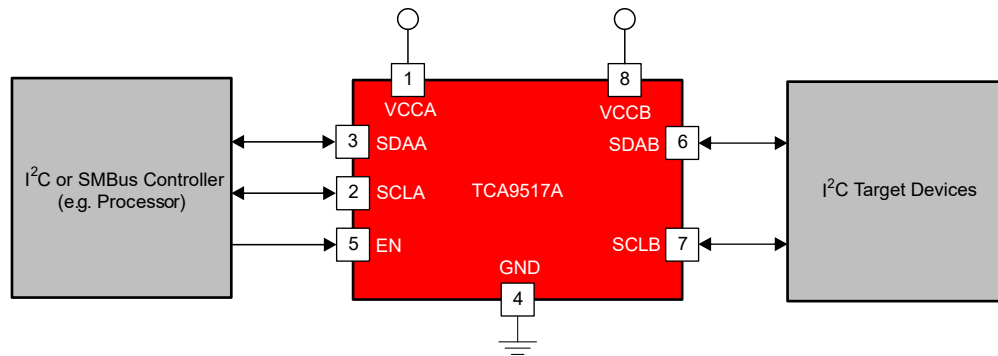 1
VCCA
8
VCCB
3
SDAA
6
SDAB
I²C or SMBus Controller
(e.g. Processor)
2
SCLA
TCA9517A
I²C Target Devices
5
EN
SCLB
7
GND
4